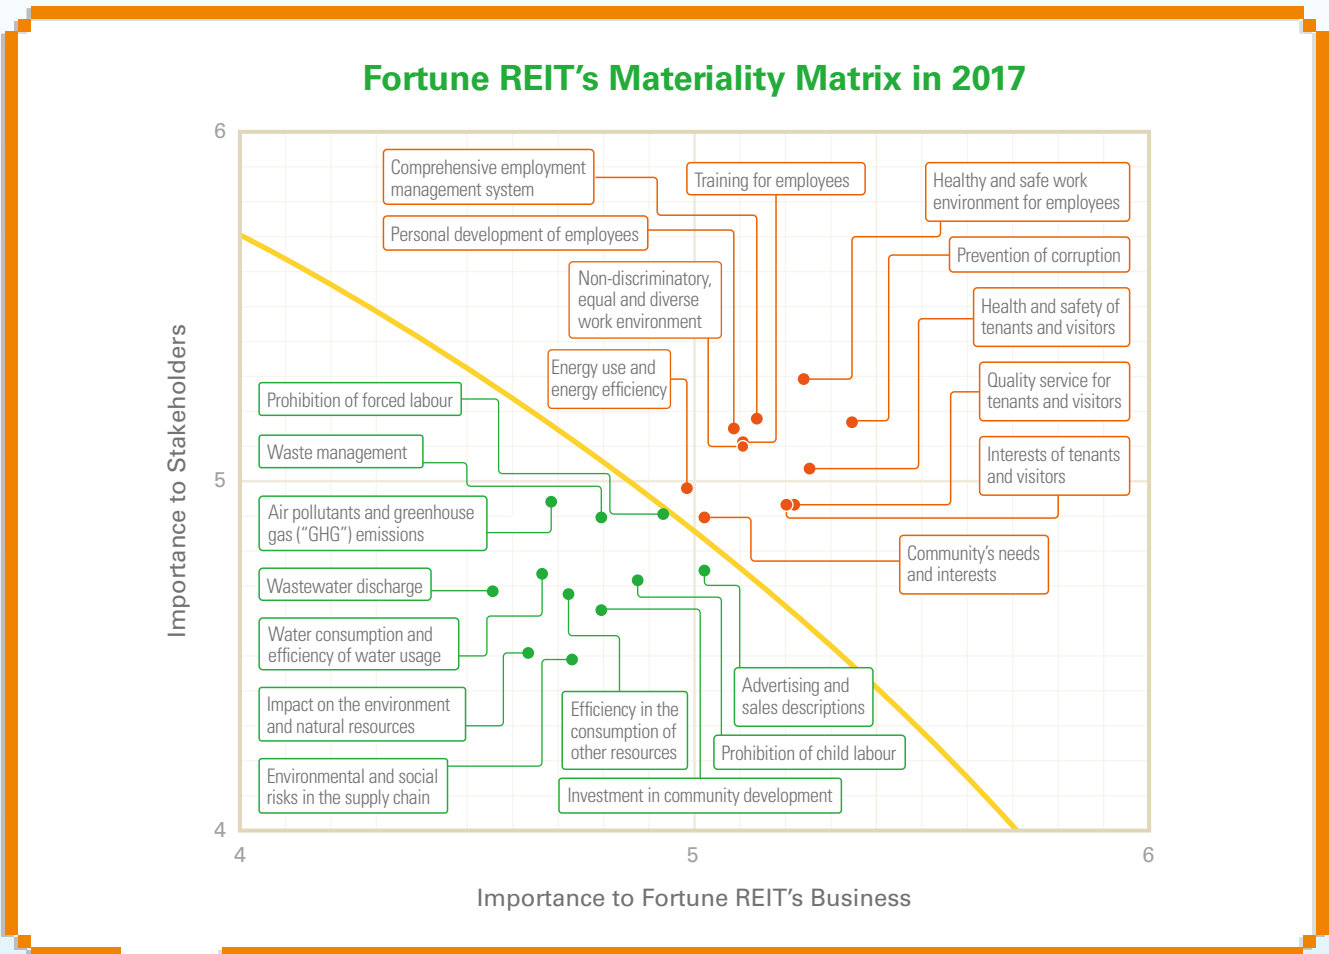 Fortune REIT’s Materiality Matrix in 2017
6
Comprehensive employment
management system
Training for employees
Healthy and safe work
environment for employees
Personal development of employees
Prevention of corruption
Non-discriminatory,
equal and diverse
work environment
Health and safety of
tenants and visitors
Energy use and
energy efficiency
Quality service for
tenants and visitors
Prohibition of forced labour
Waste management
Interests of tenants
and visitors
5
Air pollutants and greenhouse
gas (“GHG”) emissions
Community’s needs
and interests
Wastewater discharge
Water consumption and
efficiency of water usage
Impact on the environment
and natural resources
Efficiency in the
consumption of
other resources
Advertising and
sales descriptions
Prohibition of child labour
Environmental and social
risks in the supply chain
Investment in community development
4
4
5
6
Importance to Stakeholders
Importance to Fortune REIT’s Business